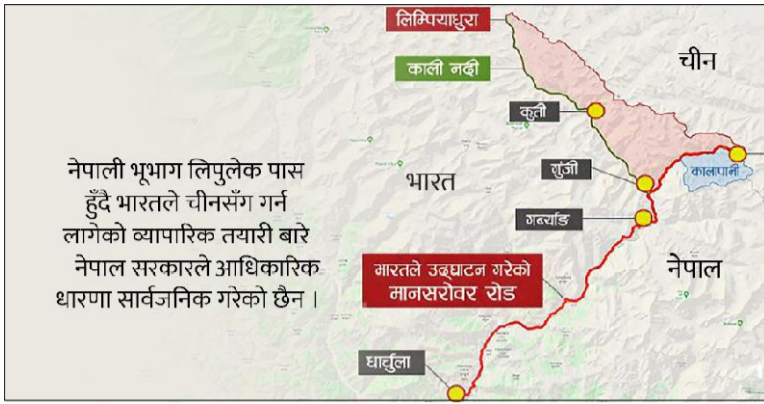 लिम्पियाधुरा
चीन
काली नदी
कुती
नेपाली भूभाग लिपुलेक पास
हुँदै भारतले चीनसँग गर्न
लागेको व्यापारिक तयारी बारे
नेपाल सरकारले आधिकारिक
धारणा सार्वजनिक गरेको छैन ।
भारत
गुंजी
कालापानी
गर्ब्याङ
नेपाल
भारतले उद्घाटन गरेको
मानसरोवर रोड
धार्चुला